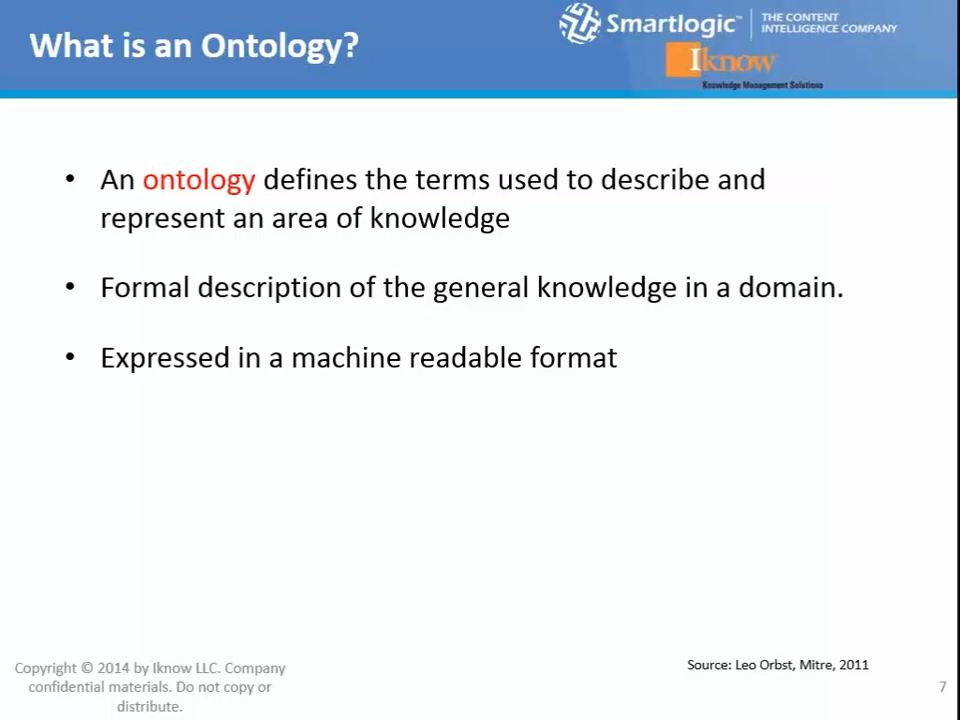 What is an Ontology?
Smartlogic™ THE CONTENT
INTELLIGENCE COMPANY
Iknow
Knowledge Management Solutions
• An ontology defines the terms used to describe and
represent an area of knowledge
• Formal description of the general knowledge in a domain.
• Expressed in a machine readable format
Copyright © 2014 by Iknow LLC. Company
confidential materials. Do not copy or
distribute.
Source: Leo Orbst, Mitre, 2011
7